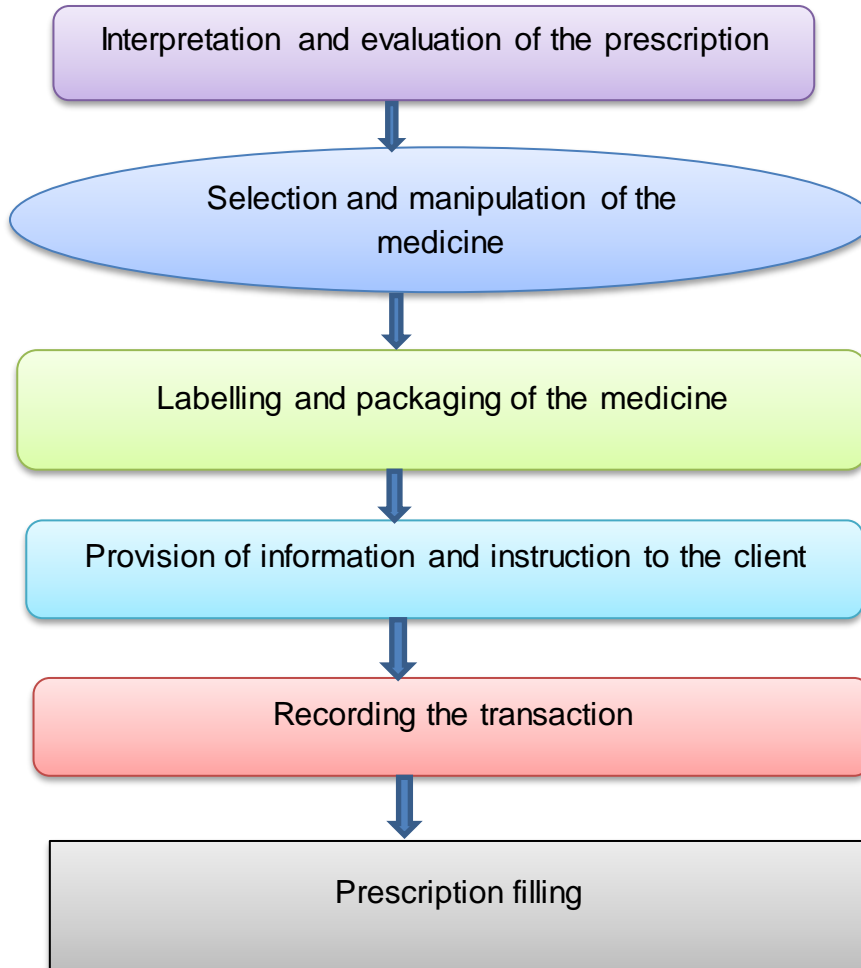 Interpretation and evaluation of the prescription
Selection and manipulation of the
medicine
Labelling and packaging of the medicine
Provision of information and instruction to the client
Recording the transaction
Prescription filling